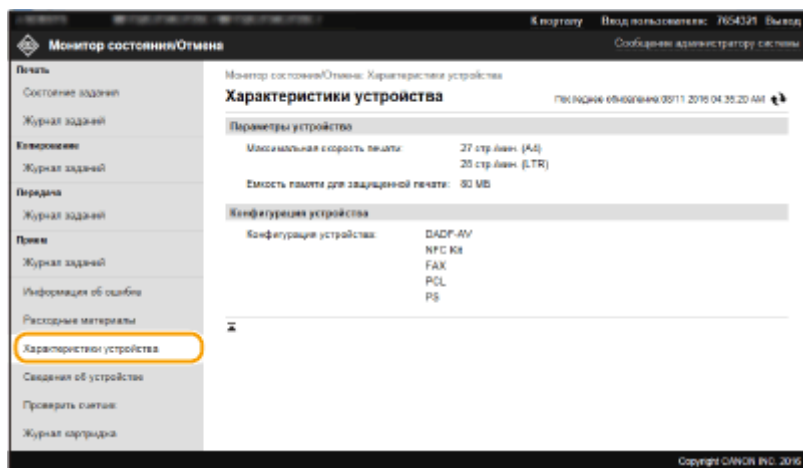 К порталу Вход пользователя: 7654321 Выход
Монитор состояния/Отмена
Сообщение администратору системы
Печать
Состояние заданий
Журнал заданий
Копирование
Журнал заданий
Передача
Журнал заданий
Прием
Журнал заданий
Информация об ошибке
Расходные материалы
Характеристики устройства
Сведения об устройстве
Проверить счетчик
Журнал картриджа
Монитор состояния/Отмена: Характеристики устройства
Характеристики устройства
Последнее обновление: 08/11 2016 04:35:20 AM
Параметры устройства
Максимальная скорость печати: 27 стр./мин. (A4)
28 стр./мин. (LTR)
Емкость памяти для защищенной печати: 80 МБ
Конфигурация устройства
Конфигурация устройства: DADF-AV
NFC Kit
FAX
PCL
PS
Copyright CANON INC. 2016